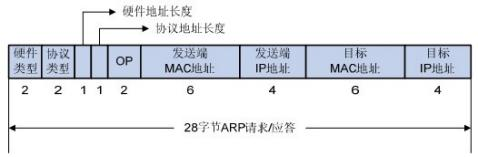 硬件地址长度
协议地址长度
硬件
类型
协议
类型
OP
发送端
MAC地址
发送端
IP地址
目标
MAC地址
目标
IP地址
2 2 1 1 2 6 4 6 4
28字节ARP请求/应答